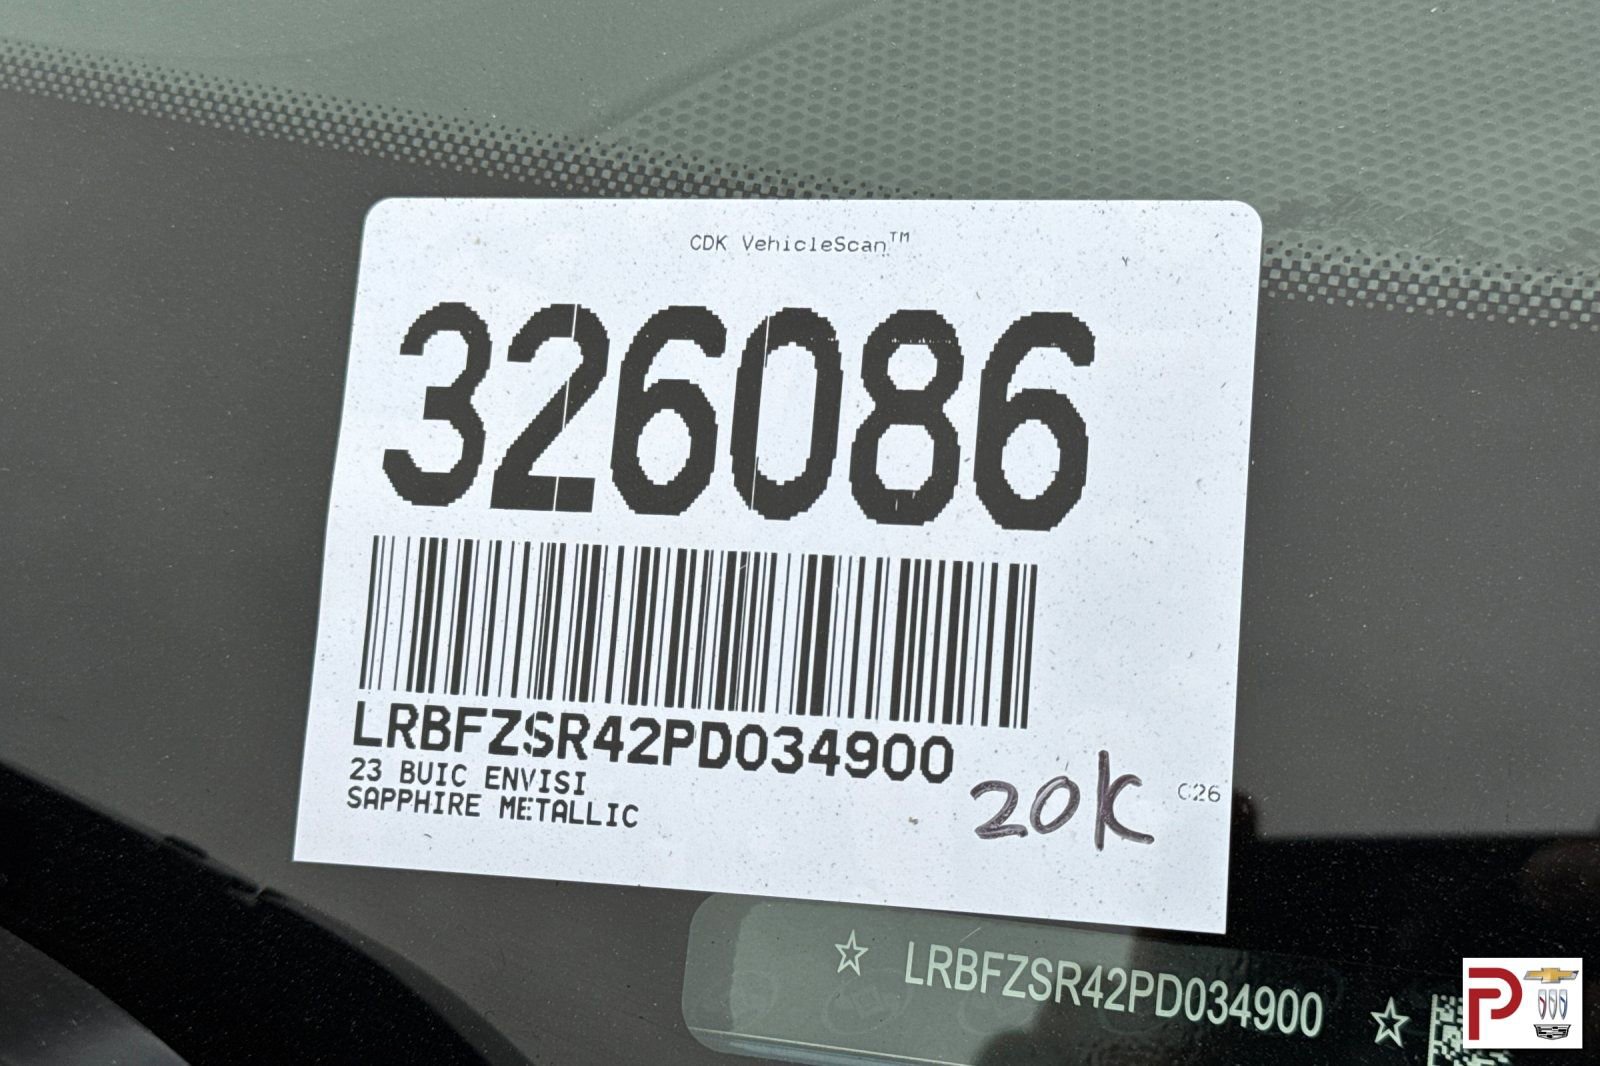 CDK VehicleScan™
326086
LRBFZSR42PD034900
23 BUIC ENVISI
SAPPHIRE METALLIC
20K
C26
☆ LRBFZSR42PD034900 ☆
P